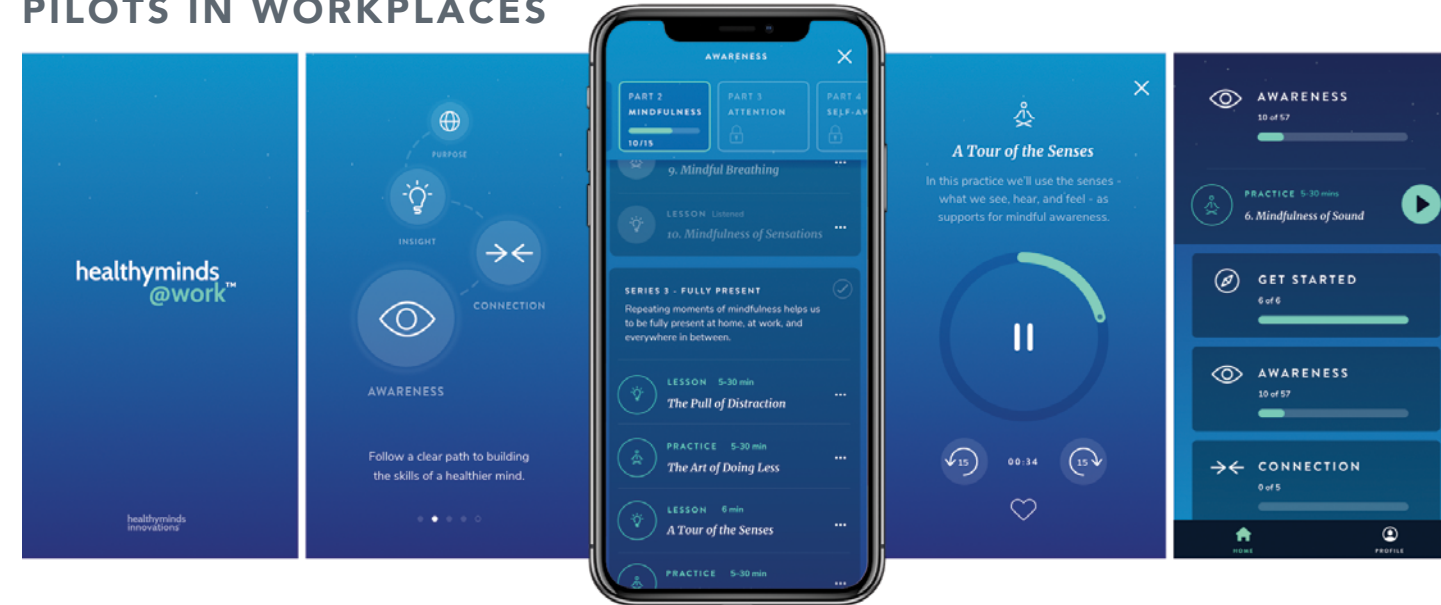 PILOTS IN WORKPLACES
healthyminds
@work™
healthyminds
innovations
PURPOSE
INSIGHT
CONNECTION
AWARENESS
Follow a clear path to building
the skills of a healthier mind.
AWARENESS
PART 2
MINDFULNESS
10/15
PART 3
ATTENTION
PART 4
SELF-AW
9. Mindful Breathing
LESSON Listened
10. Mindfulness of Sensations
SERIES 3 - FULLY PRESENT
Repeating moments of mindfulness helps us
to be fully present at home, at work, and
everywhere in between.
LESSON 5-30 min
The Pull of Distraction
PRACTICE 5-30 min
The Art of Doing Less
LESSON 6 min
A Tour of the Senses
PRACTICE 5-30 min
A Tour of the Senses
In this practice we'll use the senses -
what we see, hear, and feel - as
supports for mindful awareness.
15
00:34
15
AWARENESS
10 of 57
PRACTICE 5-30 mins
6. Mindfulness of Sound
GET STARTED
6 of 6
AWARENESS
10 of 57
CONNECTION
0 of 5
HOME
PROFILE